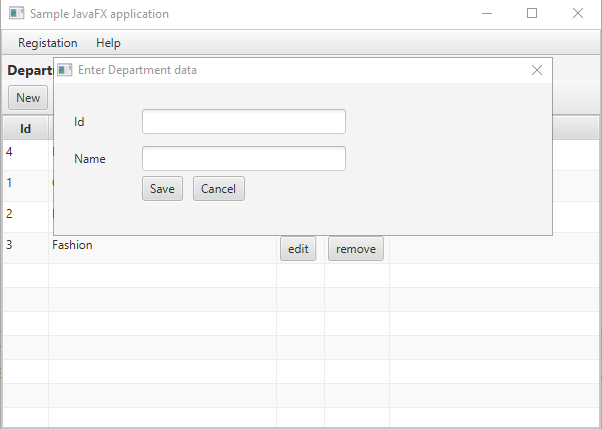 Sample JavaFX application
Registation Help
Enter Department data
New
Id
Id
Name
Save Cancel
4
1
2
3 Fashion edit remove